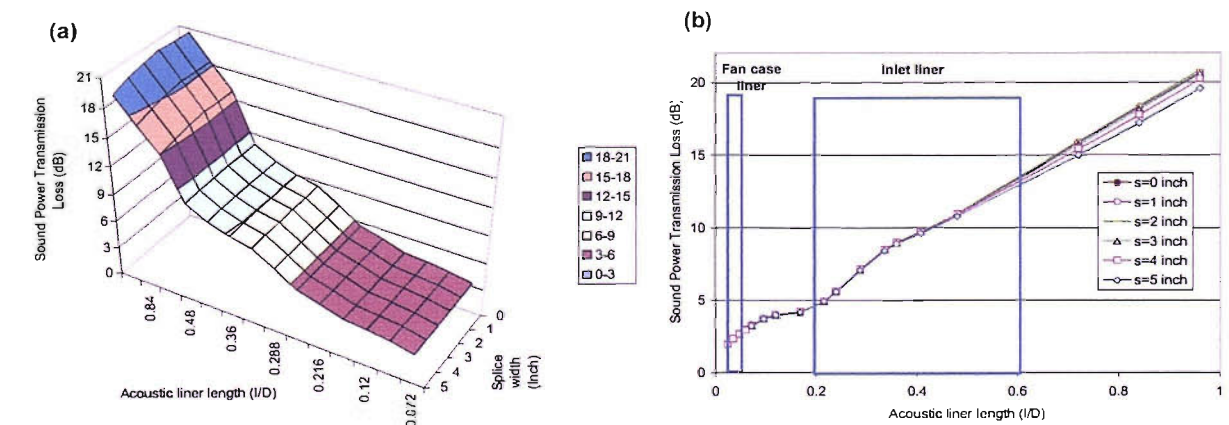 (a)
21
18
15
12
9
6
3
0
Sound Power Transmission
Loss (dB)
0.84
0.48
0.36
0.288
0.216
0.12
0.072
Acoustic liner length (l/D)
0
1
2
3
4
5
Splice
width
(Inch)
18-21
15-18
12-15
9-12
6-9
3-6
0-3
(b)
Fan case
liner
Inlet liner
20
15
10
5
0
Sound Power Transmission Loss (dB)
0
0.2
0.4
0.6
0.8
1
Acoustic liner length (l/D)
s=0 inch
s=1 inch
s=2 inch
s=3 inch
s=4 inch
s=5 inch